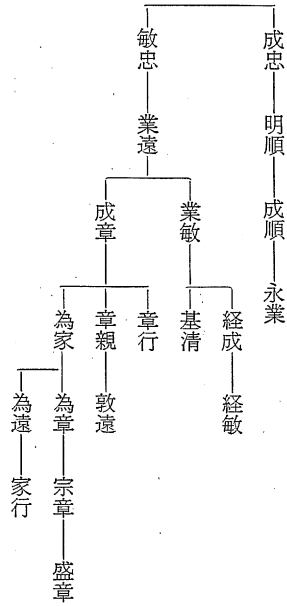 成忠
明順
成順
永業
敏忠
業遠
業敏
経成
経敏
基清
成章
章行
章親
敦遠
為家
為章
宗章
盛章
為遠
家行